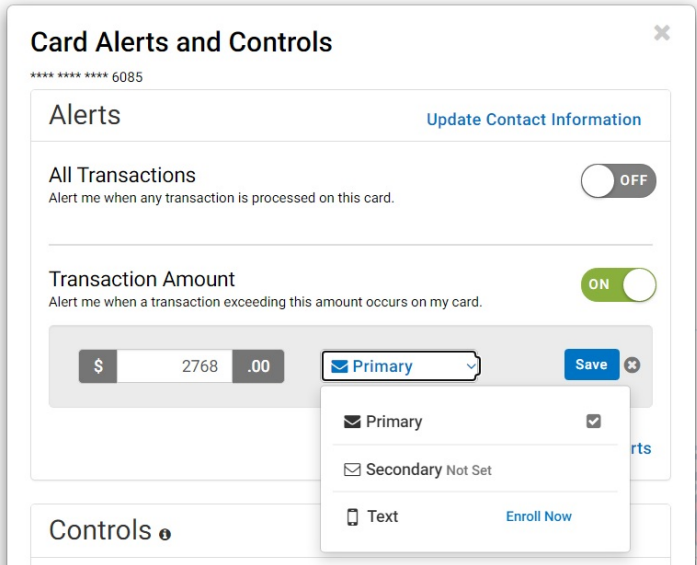 Card Alerts and Controls
**** **** **** 6085
Alerts
Update Contact Information
All Transactions
OFF
Alert me when any transaction is processed on this card.
Transaction Amount
ON
Alert me when a transaction exceeding this amount occurs on my card.
$ 2768 .00 Primary Save
Primary
rts
Secondary Not Set
Text Enroll Now
Controls